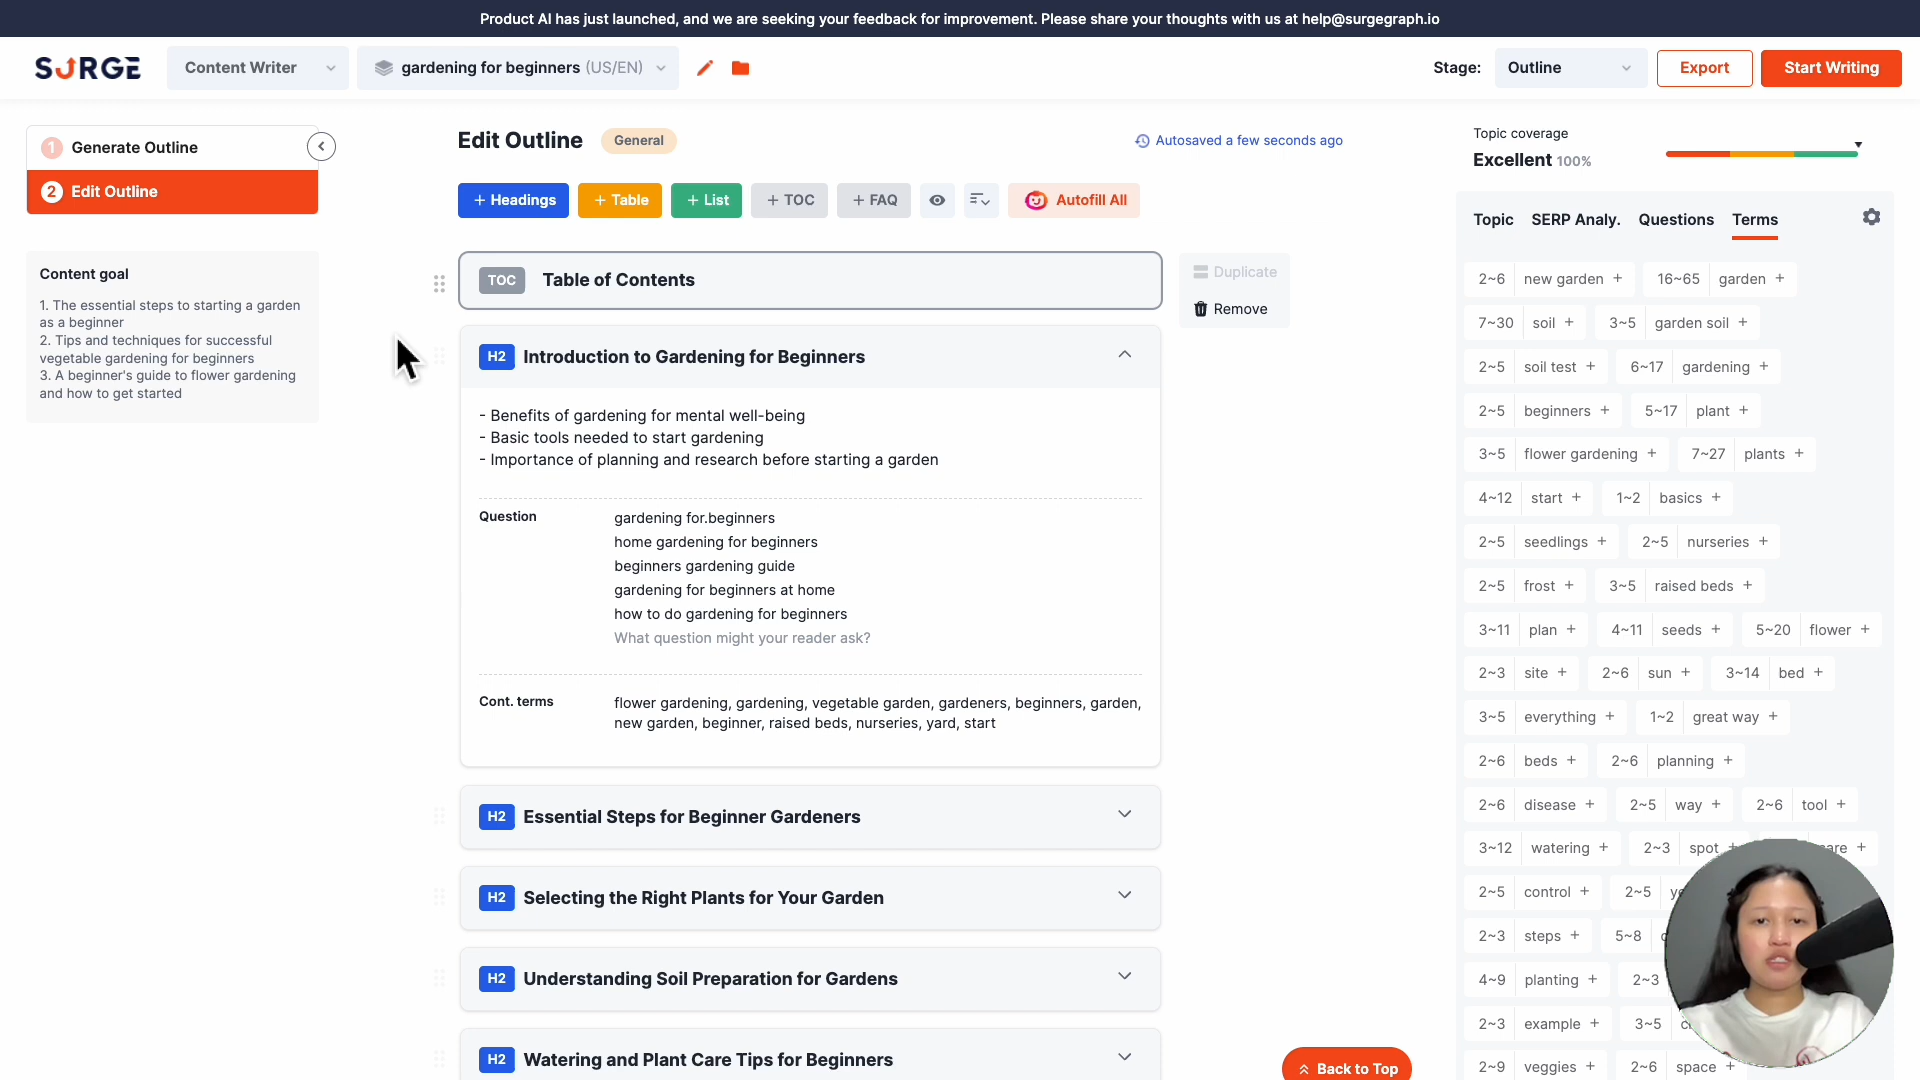 Product AI has just launched, and we are seeking your feedback for improvement. Please share your thoughts with us at help@surgegraph.io
SURGE
Content Writer
gardening for beginners (US/EN)
Stage:
Outline
Export
Start Writing
1 Generate Outline
2 Edit Outline
Content goal
1. The essential steps to starting a garden
as a beginner
2. Tips and techniques for successful
vegetable gardening for beginners
3. A beginner's guide to flower gardening
and how to get started
Edit Outline
General
Autosaved a few seconds ago
+ Headings
+ Table
+ List
+ TOC
+ FAQ
Autofill All
TOC Table of Contents
Duplicate
Remove
H2 Introduction to Gardening for Beginners
- Benefits of gardening for mental well-being
- Basic tools needed to start gardening
- Importance of planning and research before starting a garden
Question
gardening for.beginners
home gardening for beginners
beginners gardening guide
gardening for beginners at home
how to do gardening for beginners
What question might your reader ask?
Cont. terms
flower gardening, gardening, vegetable garden, gardeners, beginners, garden,
new garden, beginner, raised beds, nurseries, yard, start
H2 Essential Steps for Beginner Gardeners
H2 Selecting the Right Plants for Your Garden
H2 Understanding Soil Preparation for Gardens
H2 Watering and Plant Care Tips for Beginners
Back to Top
Topic coverage
Excellent 100%
Topic SERP Analy. Questions Terms
2~6 new garden + 16~65 garden +
7~30 soil + 3~5 garden soil +
2~5 soil test + 6~17 gardening +
2~5 beginners + 5~17 plant +
3~5 flower gardening + 7~27 plants +
4~12 start + 1~2 basics +
2~5 seedlings + 2~5 nurseries +
2~5 frost + 3~5 raised beds +
3~11 plan + 4~11 seeds + 5~20 flower +
2~3 site + 2~6 sun + 3~14 bed +
3~5 everything + 1~2 great way +
2~6 beds + 2~6 planning +
2~6 disease + 2~5 way + 2~6 tool +
3~12 watering + 2~3 spot +
2~5 control + 2~5
2~3 steps + 5~8
4~9 planting + 2~3
2~3 example + 3~5
2~9 veggies + 2~6 space +